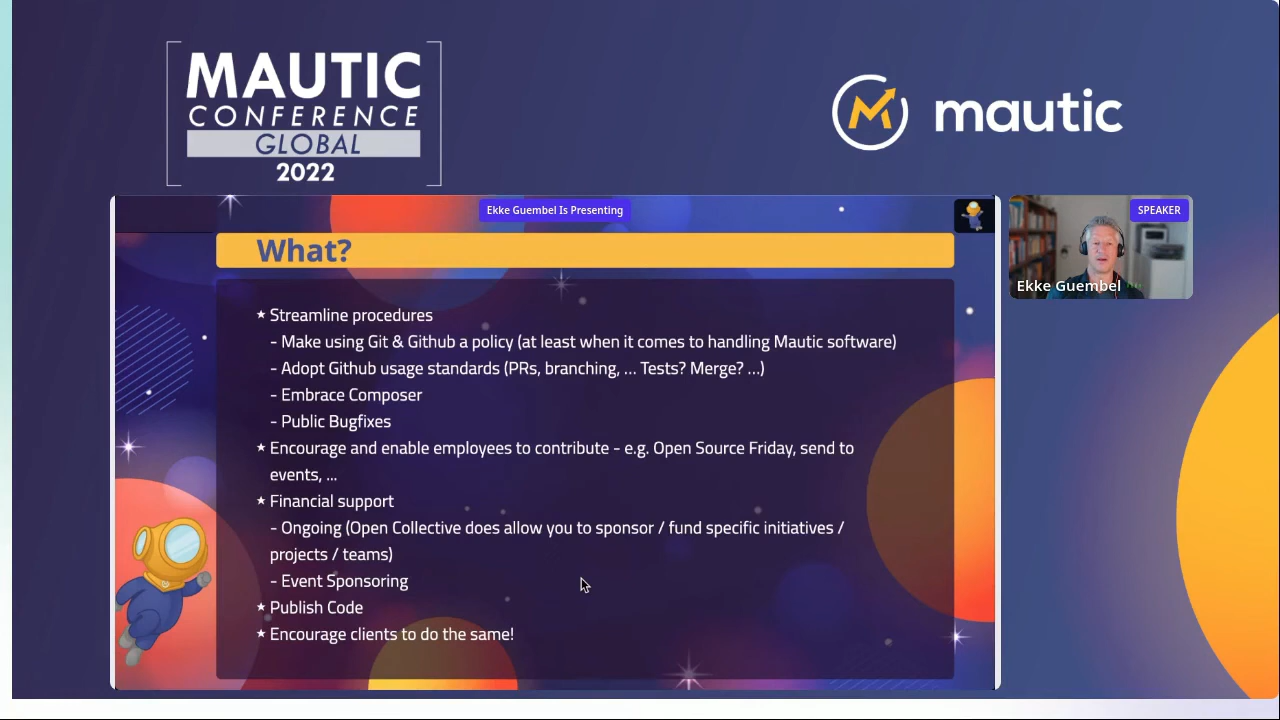 MAUTIC
CONFERENCE
GLOBAL
2022
mautic
Ekke Guembel Is Presenting
SPEAKER
Ekke Guembel
What?
★ Streamline procedures
- Make using Git & Github a policy (at least when it comes to handling Mautic software)
- Adopt Github usage standards (PRs, branching, ... Tests? Merge? ...)
- Embrace Composer
- Public Bugfixes
★ Encourage and enable employees to contribute - e.g. Open Source Friday, send to
events, ...
★ Financial support
- Ongoing (Open Collective does allow you to sponsor / fund specific initiatives /
projects / teams)
- Event Sponsoring
★ Publish Code
★ Encourage clients to do the same!